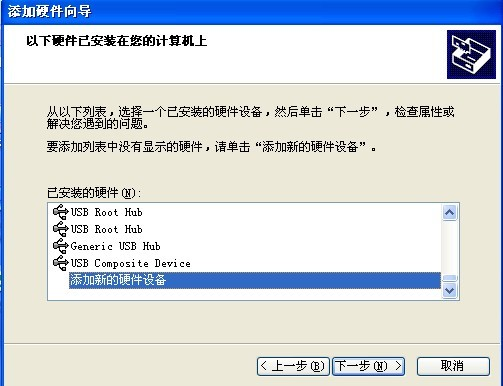 添加硬件向导
以下硬件已安装在您的计算机上
从以下列表，选择一个已安装的硬件设备，然后单击“下一步”，检查属性或
解决您遇到的问题。
要添加列表中没有显示的硬件，请单击“添加新的硬件设备”。
已安装的硬件(N):
USB Root Hub
USB Root Hub
Generic USB Hub
USB Composite Device
添加新的硬件设备
< 上一步(B) 下一步(N) > 取消